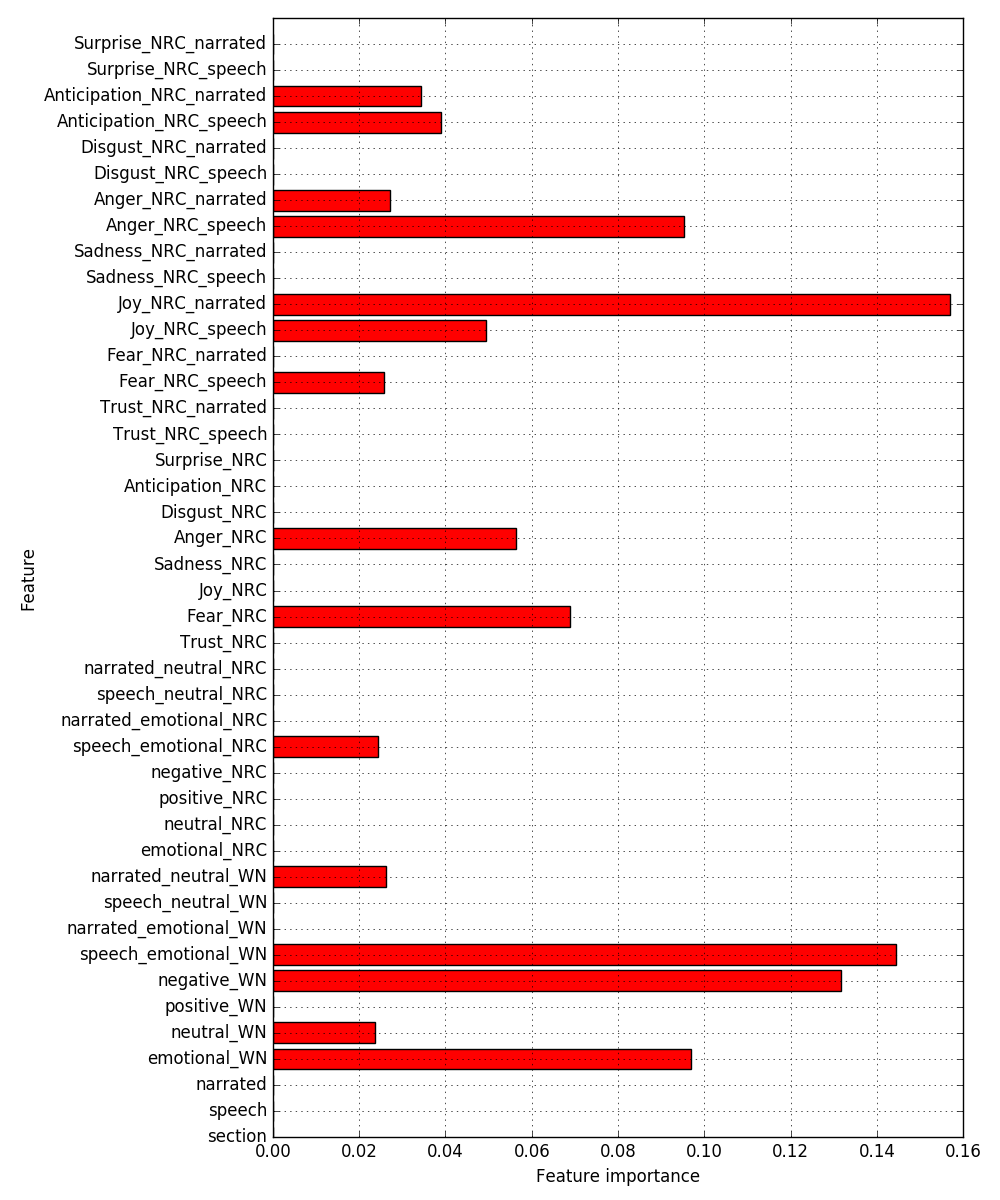 Surprise_NRC_narrated
Surprise_NRC_speech
Anticipation_NRC_narrated
Anticipation_NRC_speech
Disgust_NRC_narrated
Disgust_NRC_speech
Anger_NRC_narrated
Anger_NRC_speech
Sadness_NRC_narrated
Sadness_NRC_speech
Joy_NRC_narrated
Joy_NRC_speech
Fear_NRC_narrated
Fear_NRC_speech
Trust_NRC_narrated
Trust_NRC_speech
Surprise_NRC
Anticipation_NRC
Disgust_NRC
Anger_NRC
Sadness_NRC
Joy_NRC
Fear_NRC
Trust_NRC
narrated_neutral_NRC
speech_neutral_NRC
narrated_emotional_NRC
speech_emotional_NRC
negative_NRC
positive_NRC
neutral_NRC
emotional_NRC
narrated_neutral_WN
speech_neutral_WN
narrated_emotional_WN
speech_emotional_WN
negative_WN
positive_WN
neutral_WN
emotional_WN
narrated
speech
section
Feature
0.00 0.02 0.04 0.06 0.08 0.10 0.12 0.14 0.16
Feature importance